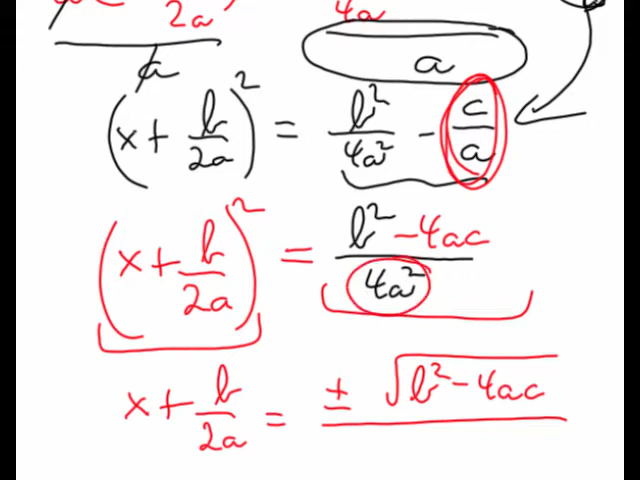 2a 4a
a a
(x + b/2a)² = b²/4a² - c/a
(x + b/2a)² = b² - 4ac/4a²
x + b/2a = ± √b² - 4ac